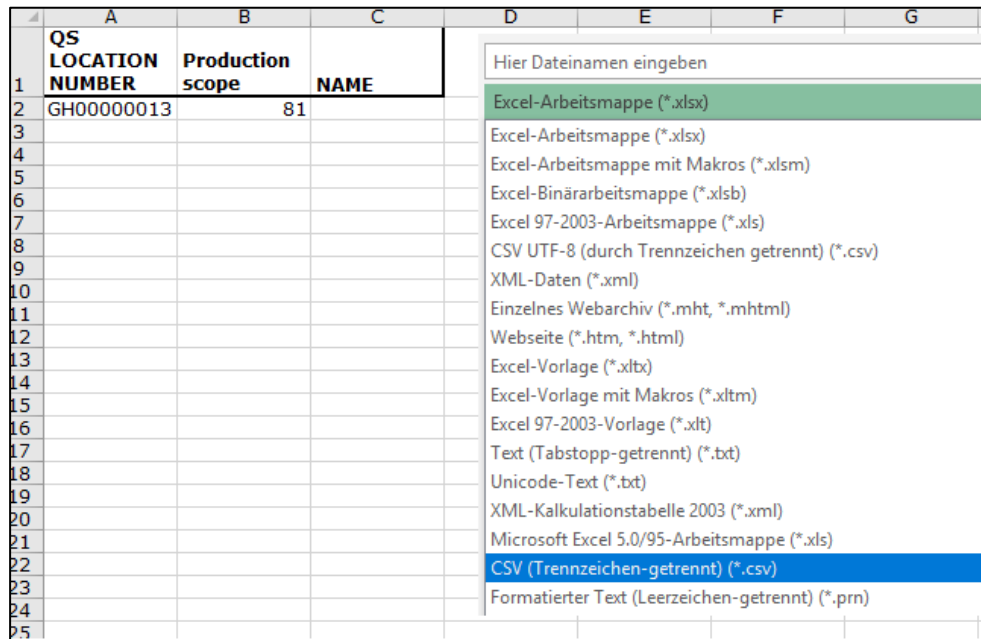 A B C D E F G
QS
LOCATION Production
1 NUMBER scope NAME
2 GH00000013 81
3
4
5
6
7
8
9
10
11
12
13
14
15
16
17
18
19
20
21
22
23
24
25
Hier Dateinamen eingeben
Excel-Arbeitsmappe (*.xlsx)
Excel-Arbeitsmappe (*.xlsx)
Excel-Arbeitsmappe mit Makros (*.xlsm)
Excel-Binärarbeitsmappe (*.xlsb)
Excel 97-2003-Arbeitsmappe (*.xls)
CSV UTF-8 (durch Trennzeichen getrennt) (*.csv)
XML-Daten (*.xml)
Einzelnes Webarchiv (*.mht, *.mhtml)
Webseite (*.htm, *.html)
Excel-Vorlage (*.xltx)
Excel-Vorlage mit Makros (*.xltm)
Excel 97-2003-Vorlage (*.xlt)
Text (Tabstopp-getrennt) (*.txt)
Unicode-Text (*.txt)
XML-Kalkulationstabelle 2003 (*.xml)
Microsoft Excel 5.0/95-Arbeitsmappe (*.xls)
CSV (Trennzeichen-getrennt) (*.csv)
Formatierter Text (Leerzeichen-getrennt) (*.prn)